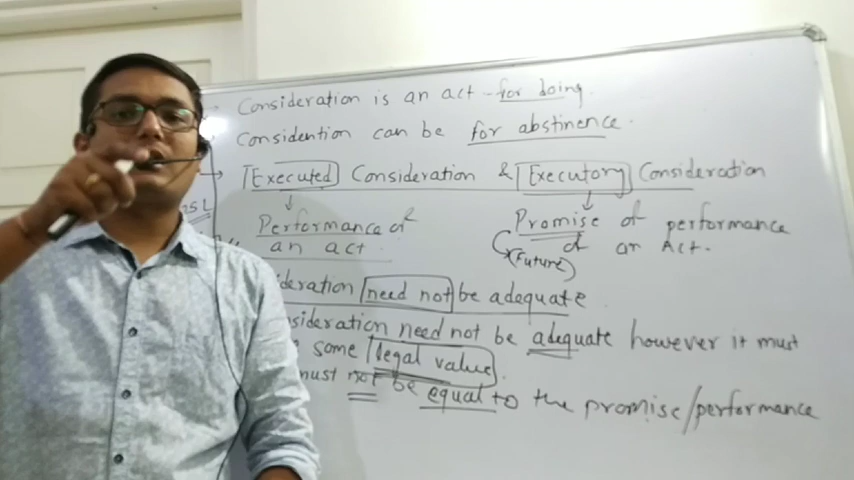 Consideration is an act - for doing.
Considention can be for abstinence.
Executed Consideration & Executory Consideration
Performance of
an act
Promise of performance
of an Act.
(Future)
ideration need not be adequate
nsideration need not be adequate however it must
some legal value.
must not be equal to the promise/performance